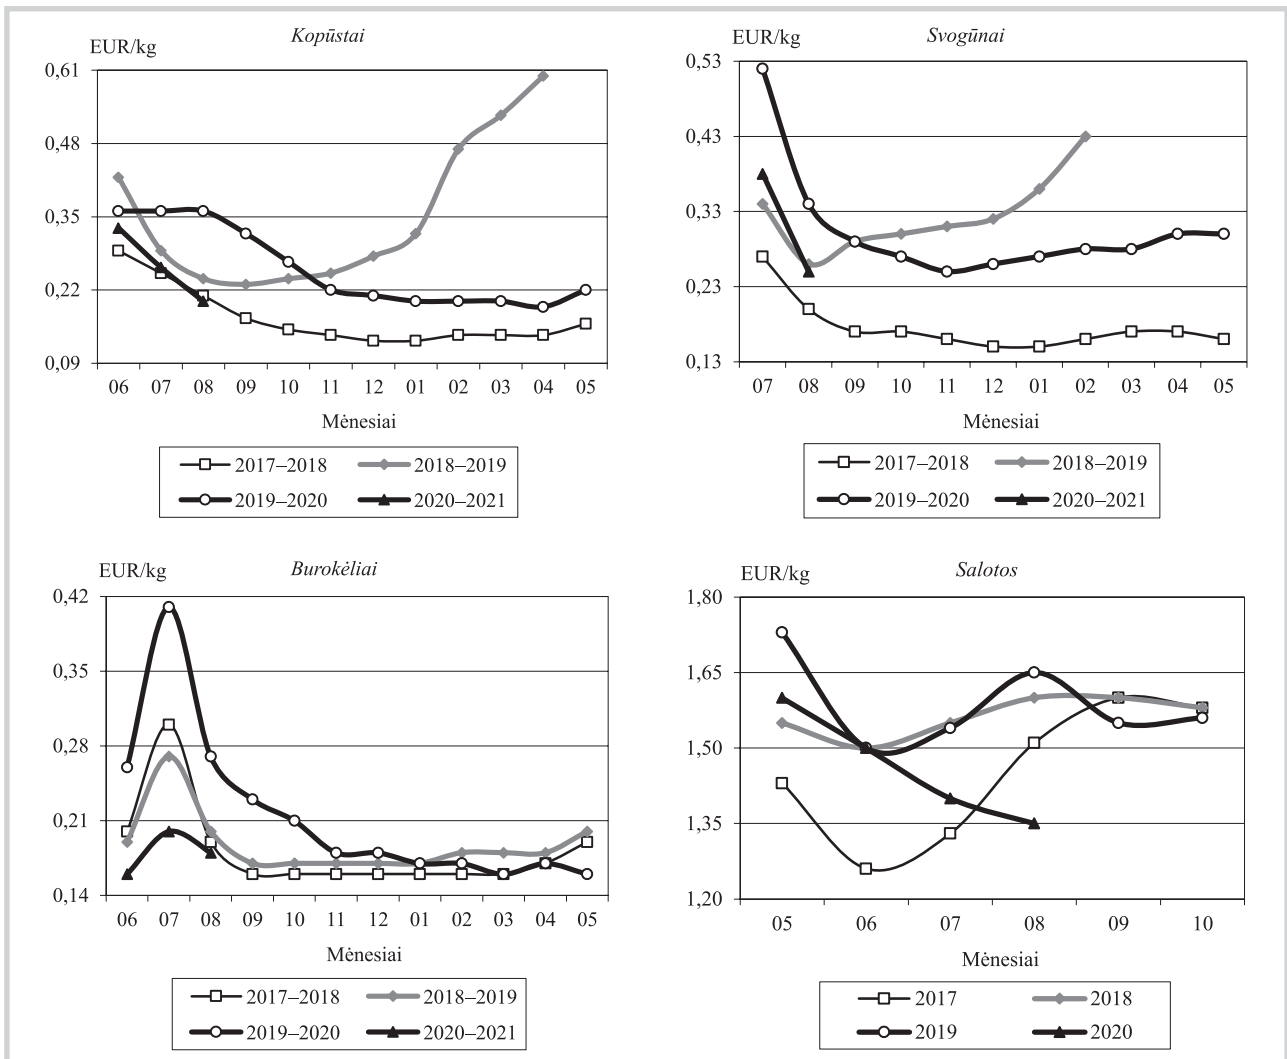 Kopūstai
EUR/kg
0,61
0,48
0,35
0,22
0,09
06 07 08 09 10 11 12 01 02 03 04 05
Mėnesiai
2017–2018 2018–2019
2019–2020 2020–2021
Svogūnai
EUR/kg
0,53
0,43
0,33
0,23
0,13
07 08 09 10 11 12 01 02 03 04 05
Mėnesiai
2017–2018 2018–2019
2019–2020 2020–2021
Burokėliai
EUR/kg
0,42
0,35
0,28
0,21
0,14
06 07 08 09 10 11 12 01 02 03 04 05
Mėnesiai
2017–2018 2018–2019
2019–2020 2020–2021
Salotos
EUR/kg
1,80
1,65
1,50
1,35
1,20
05 06 07 08 09 10
Mėnesiai
2017 2018
2019 2020